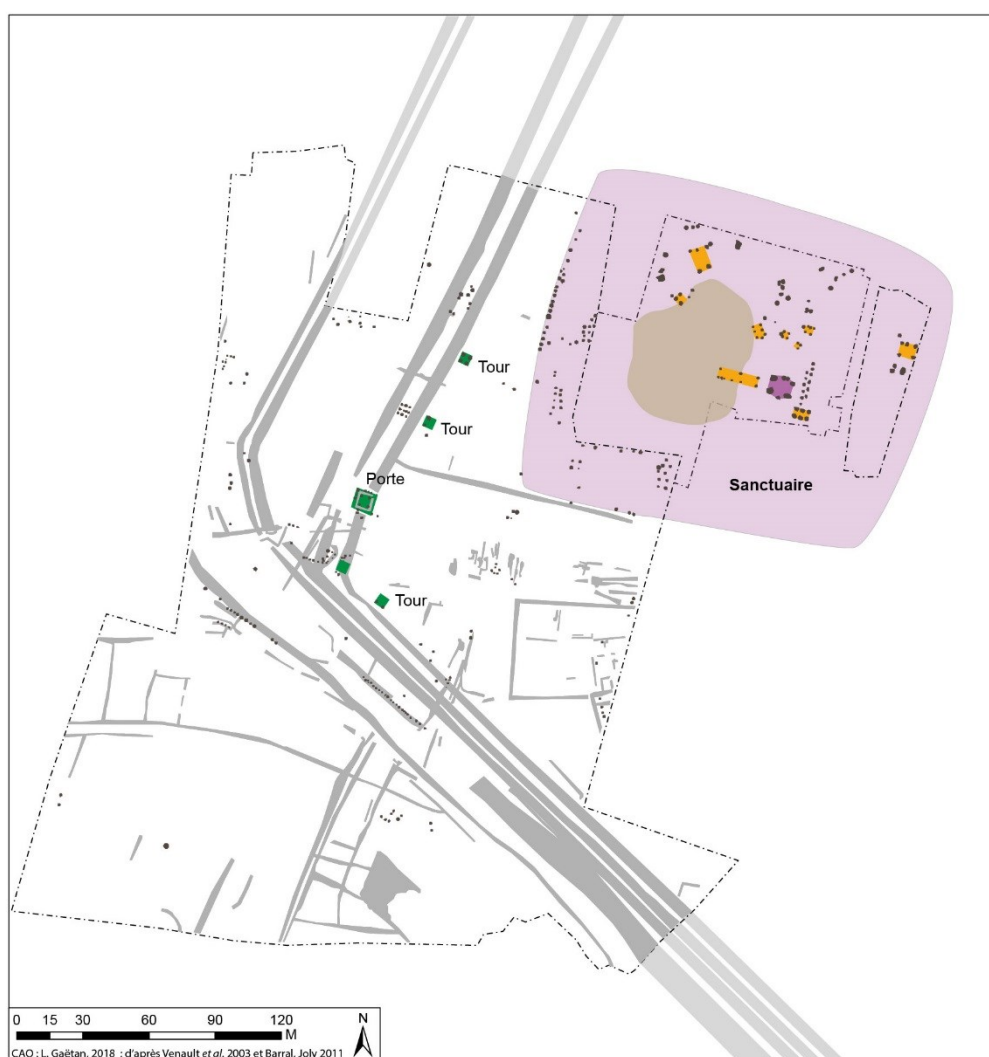 Tour
Tour
Porte
Sanctuaire
Tour
0 15 30 60 90 120
M
N
CAO : L. Gaëtan, 2018 ; d'après Venault et al. 2003 et Barral, Joly 2011